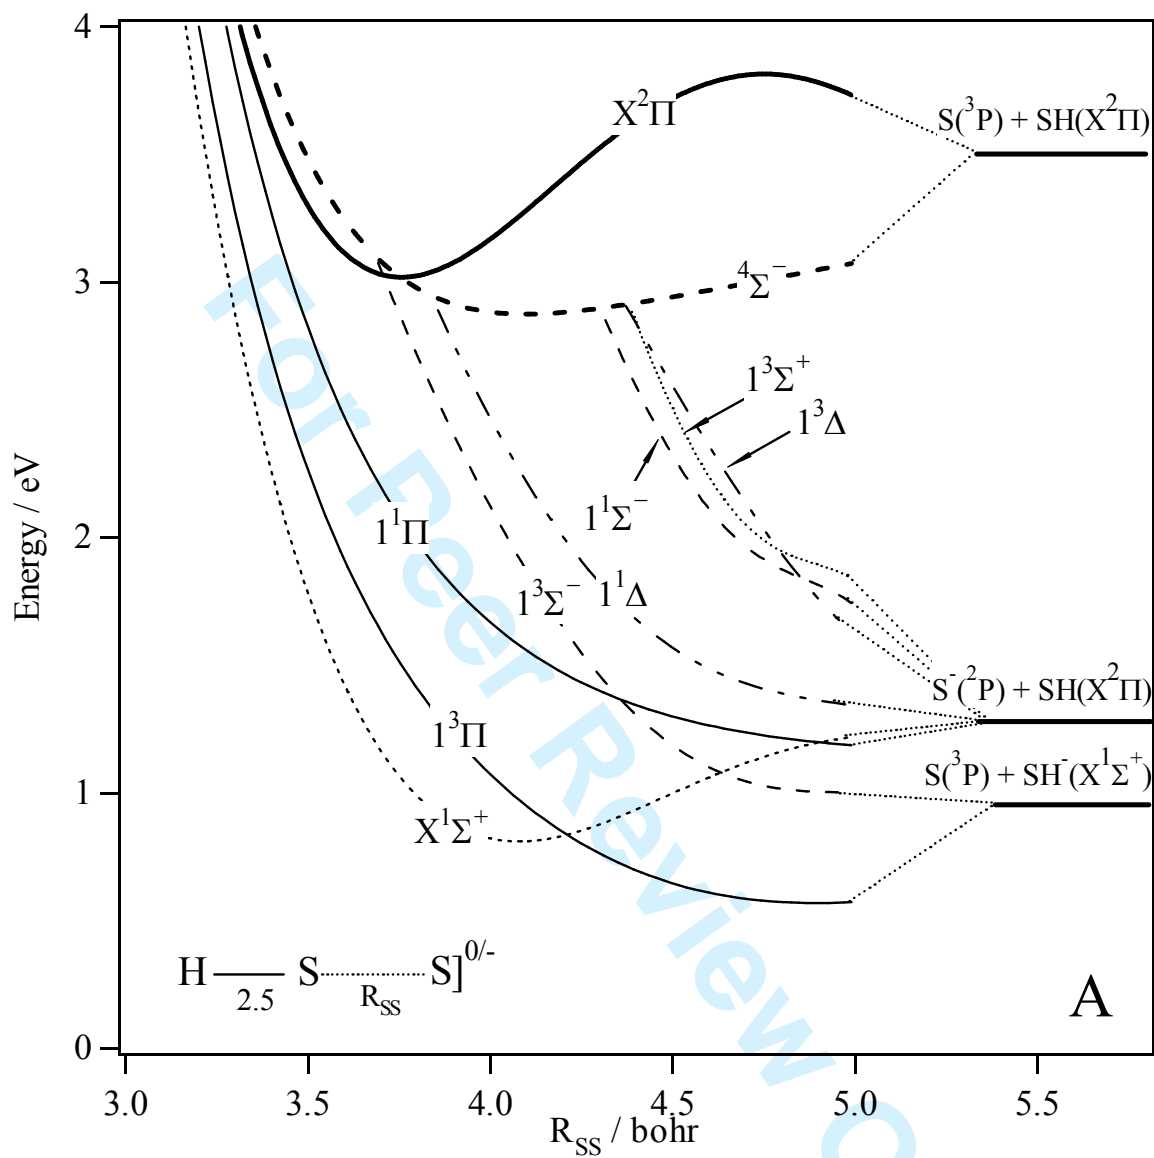 4
X²Π
S(³P) + SH(X²Π)
3
⁴Σ⁻
1³Σ⁺
1³Δ
Energy / eV
2
1¹Π
1¹Σ⁻
1³Σ⁻
1¹Δ
S⁻(²P) + SH(X²Π)
1³Π
S(³P) + SH⁻(X¹Σ⁺)
1
X¹Σ⁺
H S S]⁰/⁻
2.5 R_SS
A
0
3.0 3.5 4.0 4.5 5.0 5.5
R_SS / bohr
For Peer Review O